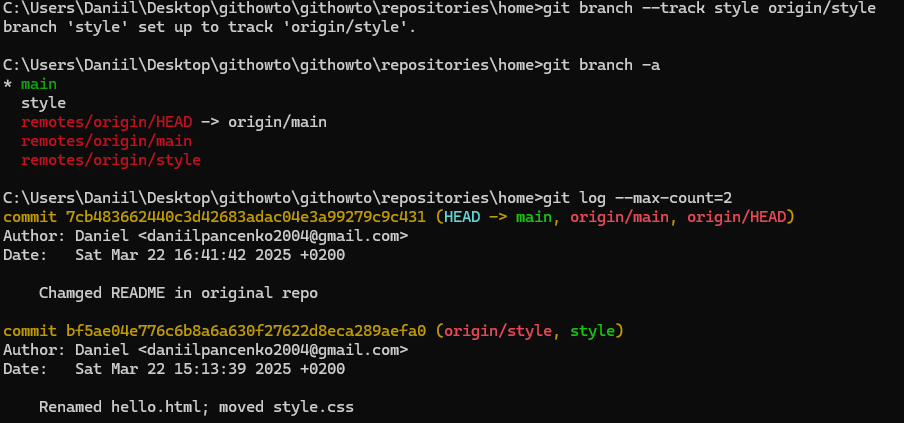 C:\Users\Daniil\Desktop\githowto\githowto\repositories\home>git branch --track style origin/style
branch 'style' set up to track 'origin/style'.
C:\Users\Daniil\Desktop\githowto\githowto\repositories\home>git branch -a
* main
  style
  remotes/origin/HEAD -> origin/main
  remotes/origin/main
  remotes/origin/style
C:\Users\Daniil\Desktop\githowto\githowto\repositories\home>git log --max-count=2
commit 7cb483662440c3d42683adac04e3a99279c9c431 (HEAD -> main, origin/main, origin/HEAD)
Author: Daniel <daniilpancenko2004@gmail.com>
Date:   Sat Mar 22 16:41:42 2025 +0200
    Chamged README in original repo
commit bf5ae04e776c6b8a6a630f27622d8eca289aefa0 (origin/style, style)
Author: Daniel <daniilpancenko2004@gmail.com>
Date:   Sat Mar 22 15:13:39 2025 +0200
    Renamed hello.html; moved style.css